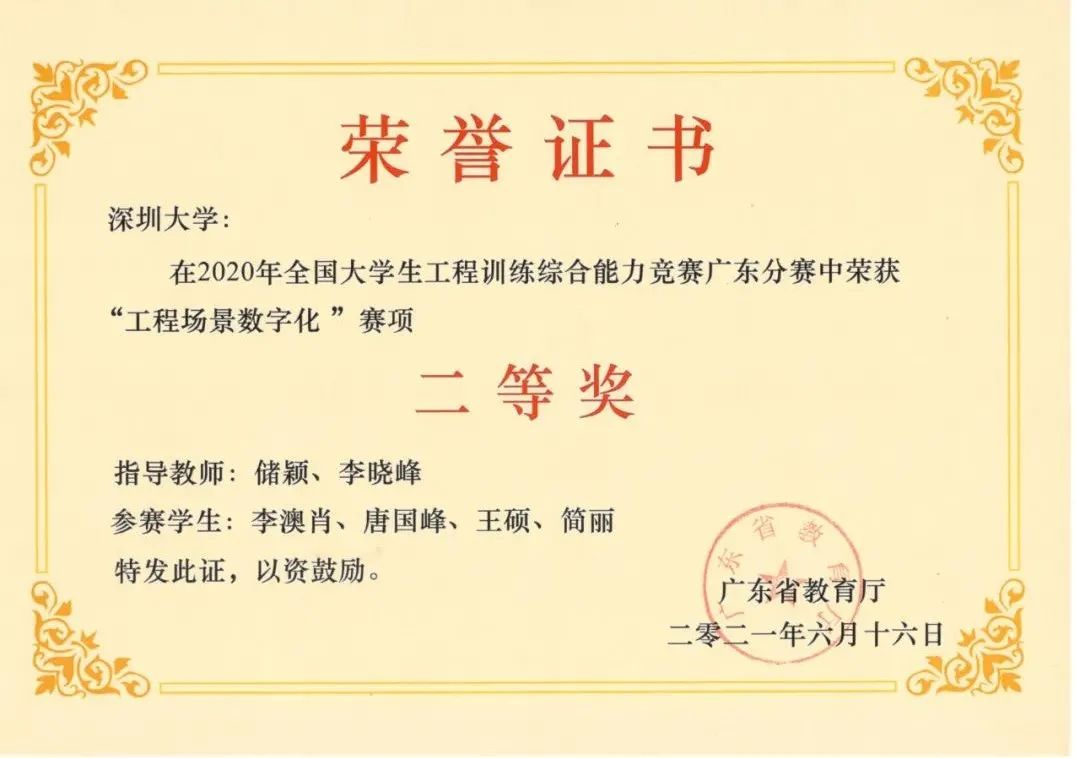 荣誉证书
深圳大学：
在2020年全国大学生工程训练综合能力竞赛广东分赛中荣获
“工程场景数字化 ”赛项
二等奖
指导教师：储颖、李晓峰
参赛学生：李澳肖、唐国峰、王硕、简丽
特发此证，以资鼓励。
广东省教育厅
广东省教育厅
二零二一年六月十六日